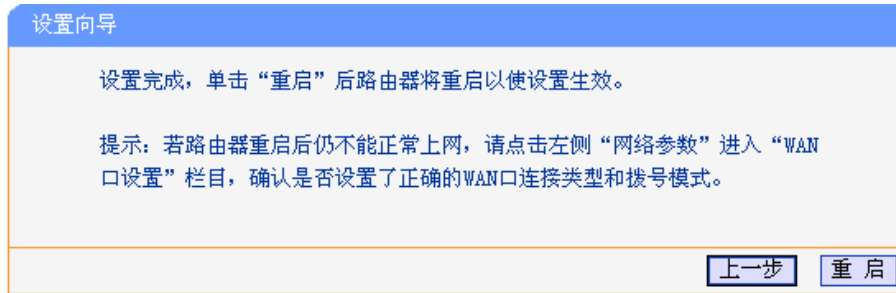 设置向导
设置完成，单击“重启”后路由器将重启以使设置生效。
提示：若路由器重启后仍不能正常上网，请点击左侧“网络参数”进入“WAN
口设置”栏目，确认是否设置了正确的WAN口连接类型和拨号模式。
上一步 重 启